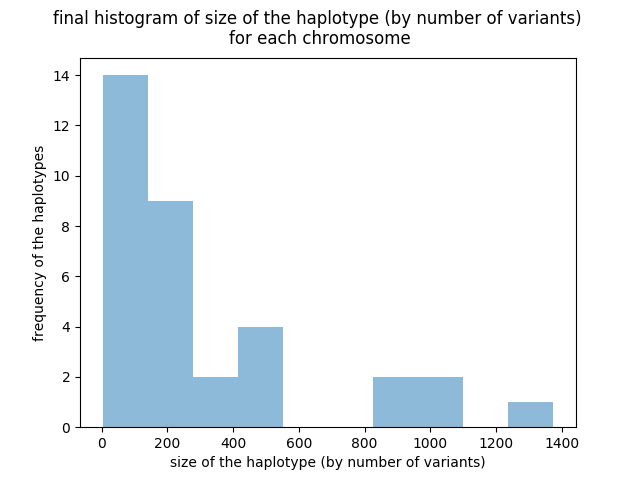 final histogram of size of the haplotype (by number of variants)
for each chromosome
14
12
10
8
6
4
2
0
frequency of the haplotypes
0 200 400 600 800 1000 1200 1400
size of the haplotype (by number of variants)